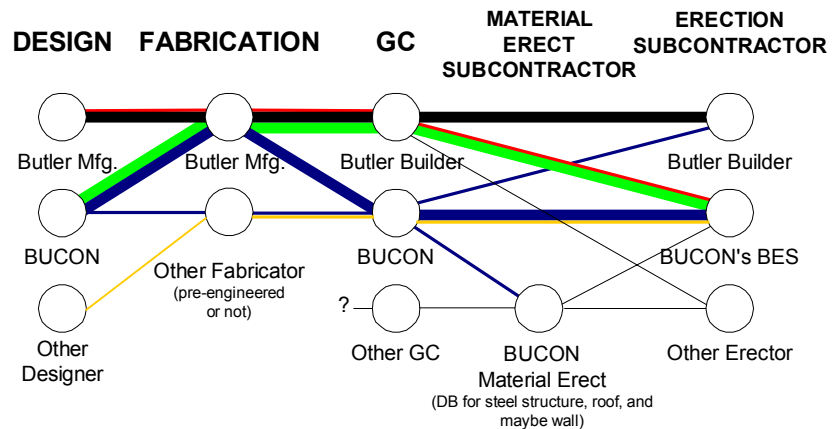 DESIGN
FABRICATION
GC
MATERIAL
ERECT
SUBCONTRACTOR
ERECTION
SUBCONTRACTOR
Butler Mfg.
Butler Mfg.
Butler Builder
Butler Builder
BUCON
Other Fabricator
(pre-engineered
or not)
BUCON
BUCON's BES
?
Other
Designer
Other GC
BUCON
Material Erect
(DB for steel structure, roof, and
maybe wall)
Other Erector